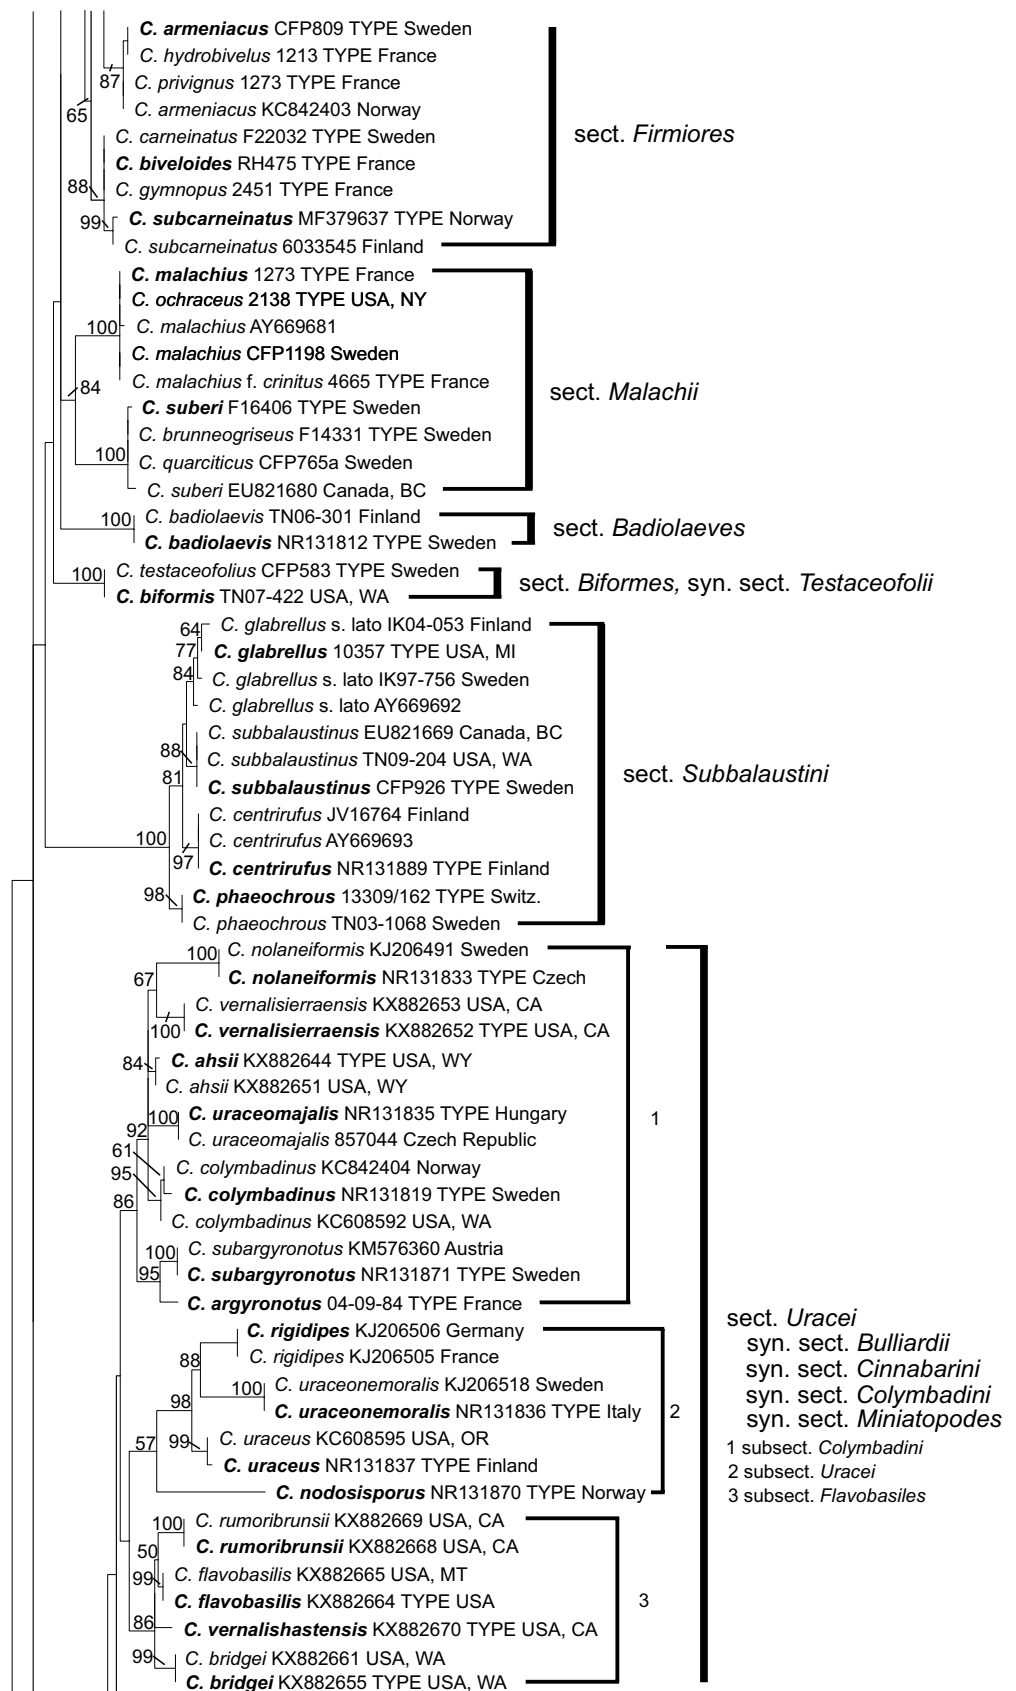 C. armeniacus CFP809 TYPE Sweden
C. hydrobivelus 1213 TYPE France
87
C. privignus 1273 TYPE France
C. armeniacus KC842403 Norway
65
C. carneinatus F22032 TYPE Sweden
sect. Firmiores
C. biveloides RH475 TYPE France
88
C. gymnopus 2451 TYPE France
99
C. subcarneinatus MF379637 TYPE Norway
C. subcarneinatus 6033545 Finland
C. malachius 1273 TYPE France
C. ochraceus 2138 TYPE USA, NY
100
C. malachius AY669681
C. malachius CFP1198 Sweden
84
C. malachius f. crinitus 4665 TYPE France
sect. Malachii
C. suberi F16406 TYPE Sweden
C. brunneogriseus F14331 TYPE Sweden
100
C. quarciticus CFP765a Sweden
C. suberi EU821680 Canada, BC
100
C. badiolaevis TN06-301 Finland
C. badiolaevis NR131812 TYPE Sweden
sect. Badiolaeves
100
C. testaceofolius CFP583 TYPE Sweden
C. biformis TN07-422 USA, WA
sect. Biformes, syn. sect. Testaceofolii
64
C. glabrellus s. lato IK04-053 Finland
77
C. glabrellus 10357 TYPE USA, MI
84
C. glabrellus s. lato IK97-756 Sweden
C. glabrellus s. lato AY669692
C. subbalaustinus EU821669 Canada, BC
88
C. subbalaustinus TN09-204 USA, WA
81
C. subbalaustinus CFP926 TYPE Sweden
sect. Subbalaustini
C. centrirufus JV16764 Finland
100
C. centrirufus AY669693
97
C. centrirufus NR131889 TYPE Finland
98
C. phaeochrous 13309/162 TYPE Switz.
C. phaeochrous TN03-1068 Sweden
100
C. nolaneiformis KJ206491 Sweden
67
C. nolaneiformis NR131833 TYPE Czech
C. vernalisierraensis KX882653 USA, CA
100
C. vernalisierraensis KX882652 TYPE USA, CA
84
C. ahsii KX882644 TYPE USA, WY
C. ahsii KX882651 USA, WY
100
C. uraceomajalis NR131835 TYPE Hungary
1
92
C. uraceomajalis 857044 Czech Republic
61
C. colymbadinus KC842404 Norway
95
C. colymbadinus NR131819 TYPE Sweden
86
C. colymbadinus KC608592 USA, WA
100
C. subargyronotus KM576360 Austria
95
C. subargyronotus NR131871 TYPE Sweden
C. argyronotus 04-09-84 TYPE France
sect. Uracei
syn. sect. Bulliardii
syn. sect. Cinnabarini
syn. sect. Colymbadini
syn. sect. Miniatopodes
1 subsect. Colymbadini
2 subsect. Uracei
3 subsect. Flavobasiles
C. rigidipes KJ206506 Germany
88
C. rigidipes KJ206505 France
100
C. uraceonemoralis KJ206518 Sweden
98
C. uraceonemoralis NR131836 TYPE Italy
2
57
99
C. uraceus KC608595 USA, OR
C. uraceus NR131837 TYPE Finland
C. nodosisporus NR131870 TYPE Norway
100
C. rumoribrunsii KX882669 USA, CA
50
C. rumoribrunsii KX882668 USA, CA
99
C. flavobasilis KX882665 USA, MT
C. flavobasilis KX882664 TYPE USA
3
86
C. vernalishastensis KX882670 TYPE USA, CA
99
C. bridgei KX882661 USA, WA
C. bridgei KX882655 TYPE USA, WA